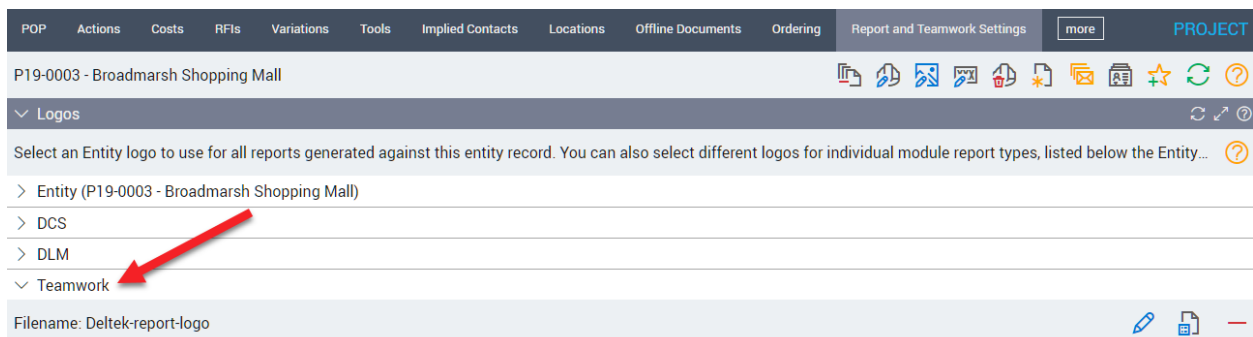 POP Actions Costs RFIs Variations Tools Implied Contacts Locations Offline Documents Ordering Report and Teamwork Settings more PROJECT
P19-0003 - Broadmarsh Shopping Mall
Logos
Select an Entity logo to use for all reports generated against this entity record. You can also select different logos for individual module report types, listed below the Entity...
Entity (P19-0003 - Broadmarsh Shopping Mall)
DCS
DLM
Teamwork
Filename: Deltek-report-logo